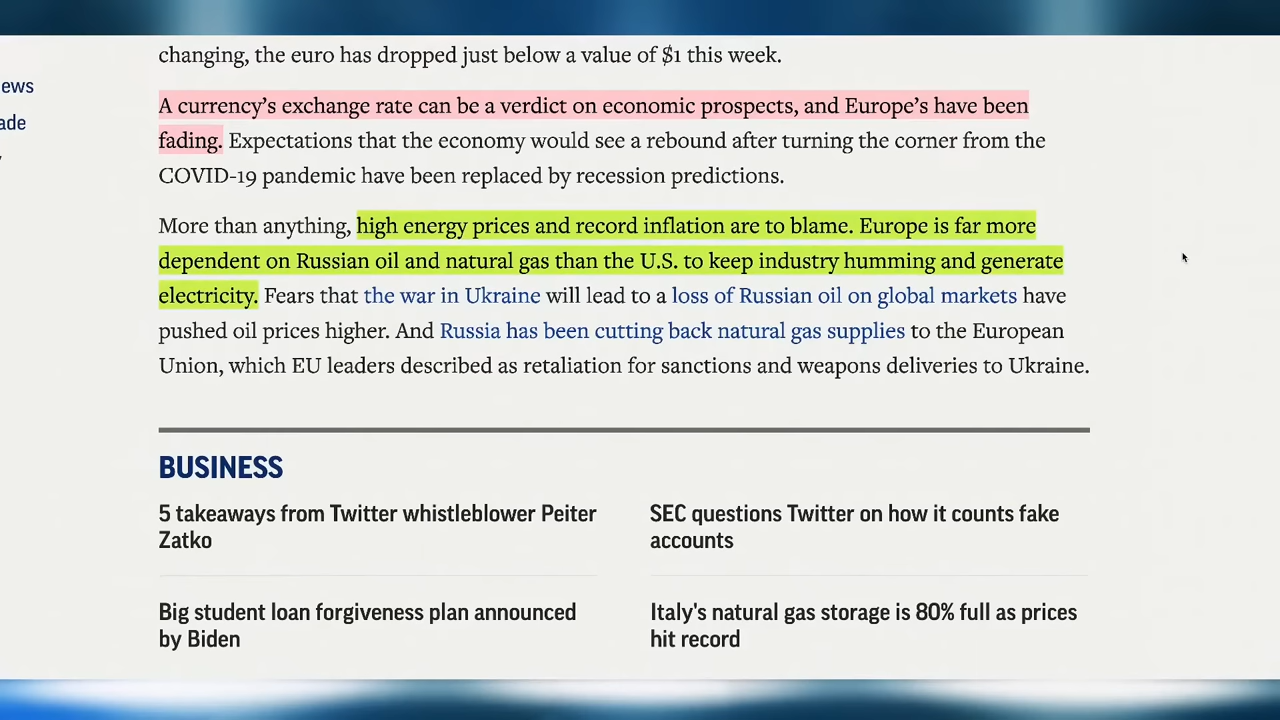 changing, the euro has dropped just below a value of $1 this week.
ews
A currency’s exchange rate can be a verdict on economic prospects, and Europe’s have been
ade
fading. Expectations that the economy would see a rebound after turning the corner from the
COVID-19 pandemic have been replaced by recession predictions.
More than anything, high energy prices and record inflation are to blame. Europe is far more
dependent on Russian oil and natural gas than the U.S. to keep industry humming and generate
electricity. Fears that the war in Ukraine will lead to a loss of Russian oil on global markets have
pushed oil prices higher. And Russia has been cutting back natural gas supplies to the European
Union, which EU leaders described as retaliation for sanctions and weapons deliveries to Ukraine.
BUSINESS
5 takeaways from Twitter whistleblower Peiter
Zatko
SEC questions Twitter on how it counts fake
accounts
Big student loan forgiveness plan announced
by Biden
Italy's natural gas storage is 80% full as prices
hit record